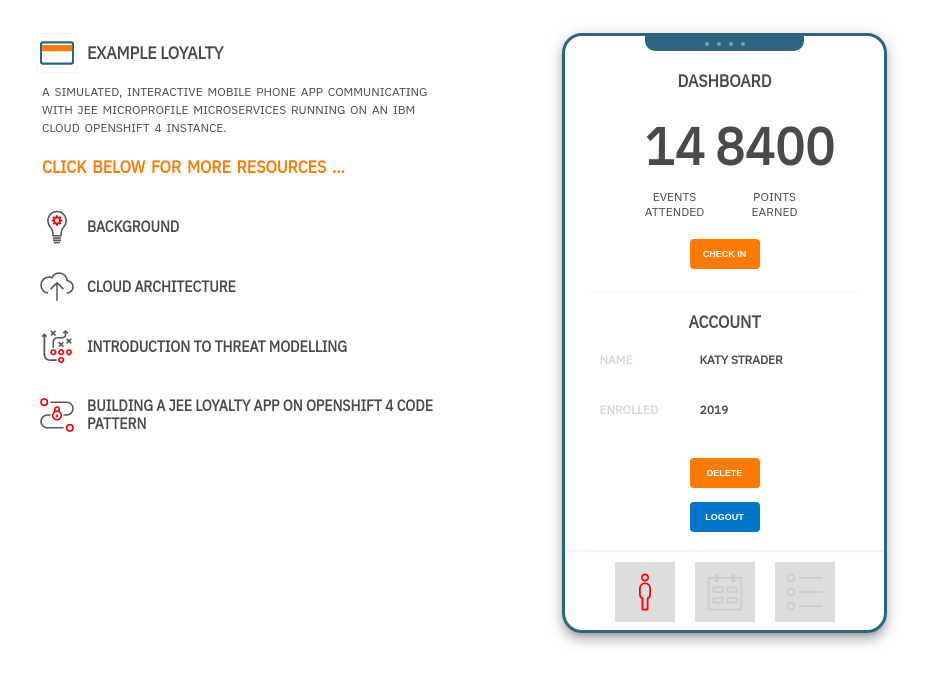 EXAMPLE LOYALTY
A SIMULATED, INTERACTIVE MOBILE PHONE APP COMMUNICATING
WITH JEE MICROPROFILE MICROSERVICES RUNNING ON AN IBM
CLOUD OPENSHIFT 4 INSTANCE.
CLICK BELOW FOR MORE RESOURCES ...
BACKGROUND
CLOUD ARCHITECTURE
INTRODUCTION TO THREAT MODELLING
BUILDING A JEE LOYALTY APP ON OPENSHIFT 4 CODE
PATTERN
DASHBOARD
14 8400
EVENTS POINTS
ATTENDED EARNED
CHECK IN
ACCOUNT
NAME KATY STRADER
ENROLLED 2019
DELETE
LOGOUT